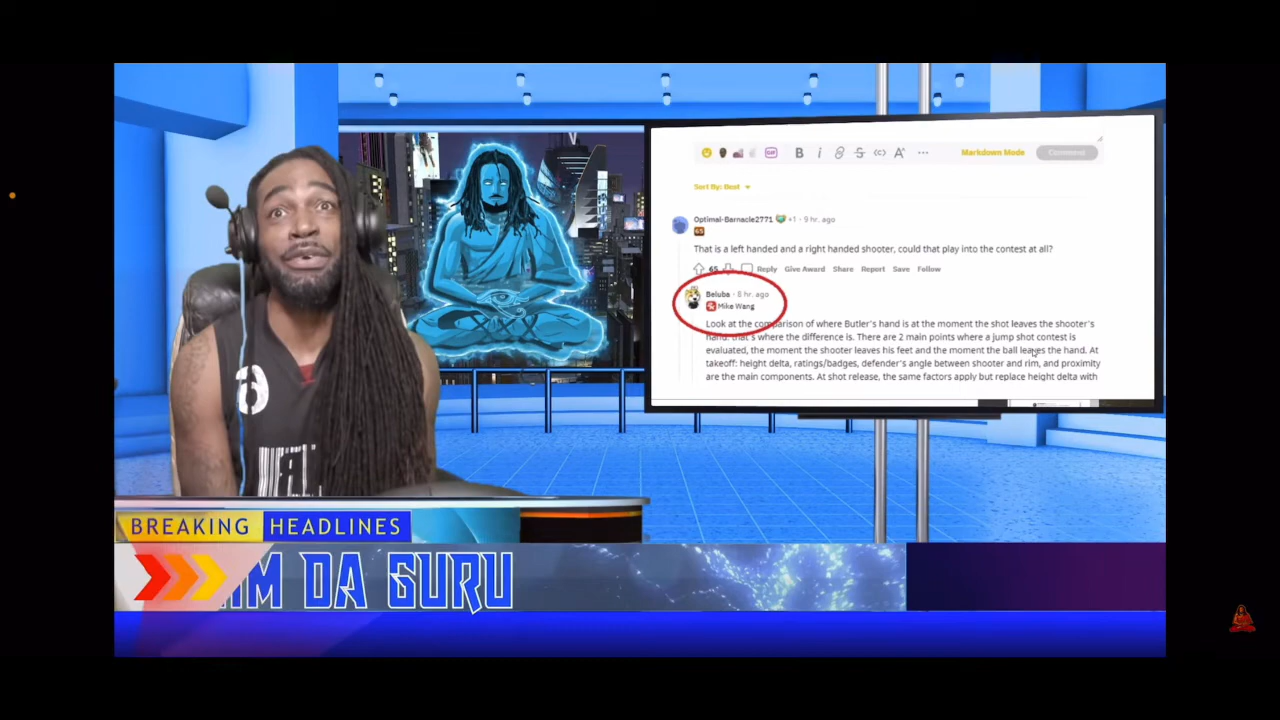 GIF B i S <c> A ... Markdown Mode Comment
Sort By: Best
Optimal-Barnacle2771 +1 · 9 hr. ago
65
That is a left handed and a right handed shooter, could that play into the contest at all?
65 Reply Give Award Share Report Save Follow
Beluba · 8 hr. ago
Mike Wang
Look at the comparison of where Butler's hand is at the moment the shot leaves the shooter's
hand. that's where the difference is. There are 2 main points where a jump shot contest is
evaluated, the moment the shooter leaves his feet and the moment the ball leaves the hand. At
takeoff: height delta, ratings/badges, defender's angle between shooter and rim, and proximity
are the main components. At shot release, the same factors apply but replace height delta with
BREAKING HEADLINES
DA GURU